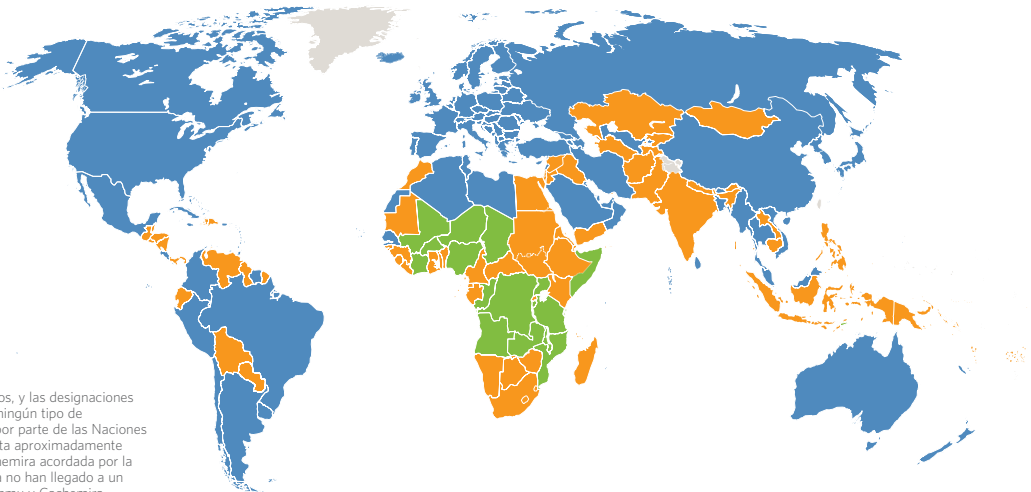 os, y las designaciones
ningún tipo de
por parte de las Naciones
ta aproximadamente
hemira acordada por la
a no han llegado a un
y Cachemira